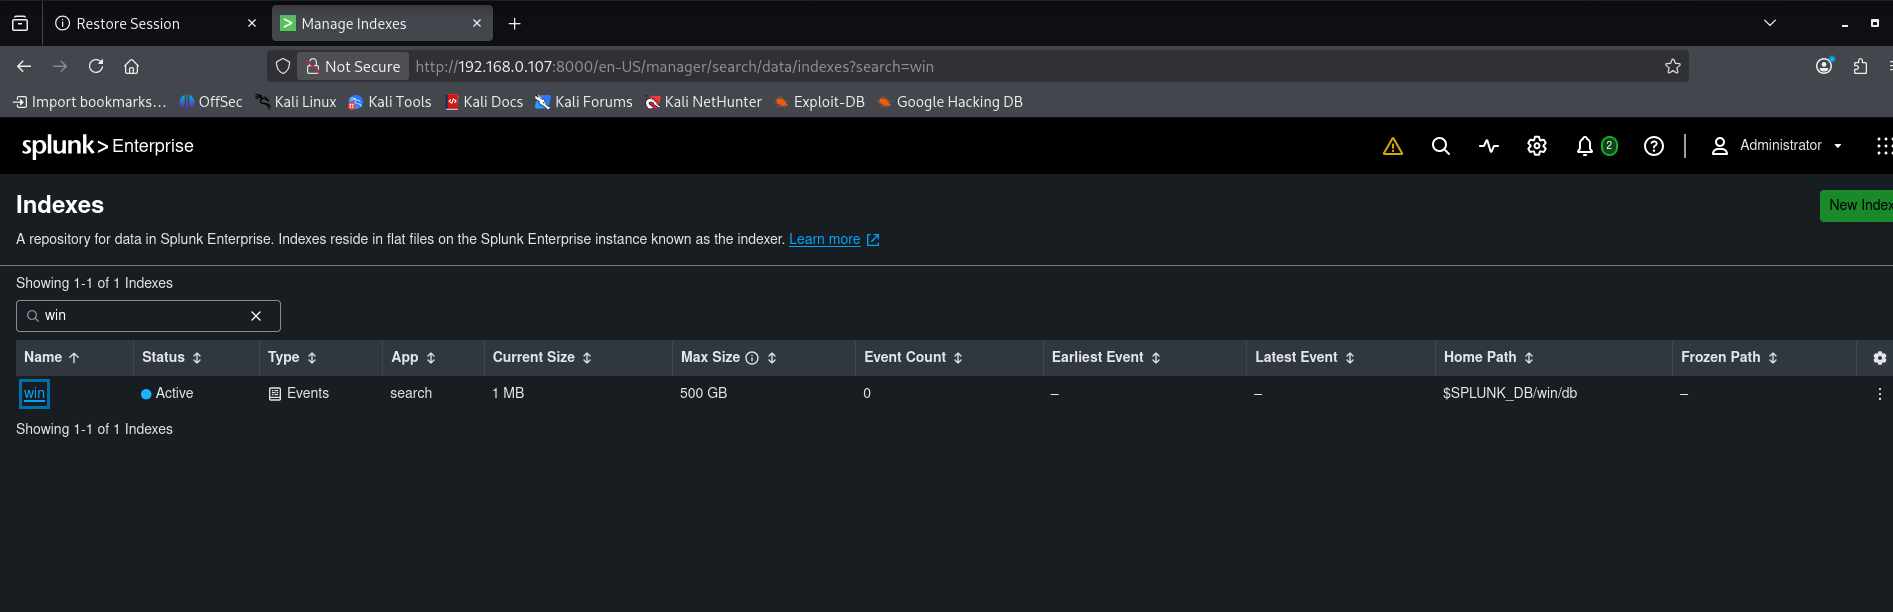 Restore Session
Manage Indexes
Not Secure http://192.168.0.107:8000/en-US/manager/search/data/indexes?search=win
Import bookmarks… OffSec Kali Linux Kali Tools Kali Docs Kali Forums Kali NetHunter Exploit-DB Google Hacking DB
splunk> Enterprise 2 Administrator
Indexes
New Index
A repository for data in Splunk Enterprise. Indexes reside in flat files on the Splunk Enterprise instance known as the indexer. Learn more
Showing 1-1 of 1 Indexes
win
Name Status Type App Current Size Max Size Event Count Earliest Event Latest Event Home Path Frozen Path
win Active Events search 1 MB 500 GB 0 – – $SPLUNK_DB/win/db –
Showing 1-1 of 1 Indexes